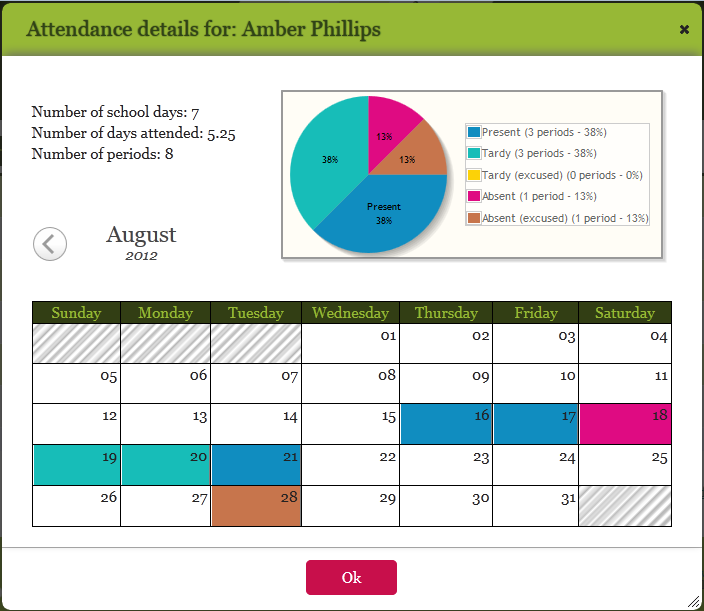 Attendance details for: Amber Phillips
Number of school days: 7
Number of days attended: 5.25
Number of periods: 8
38%
13%
13%
Present
38%
Present (3 periods - 38%)
Tardy (3 periods - 38%)
Tardy (excused) (0 periods - 0%)
Absent (1 period - 13%)
Absent (excused) (1 period - 13%)
August
2012
Sunday Monday Tuesday Wednesday Thursday Friday Saturday
01 02 03 04
05 06 07 08 09 10 11
12 13 14 15 16 17 18
19 20 21 22 23 24 25
26 27 28 29 30 31
Ok